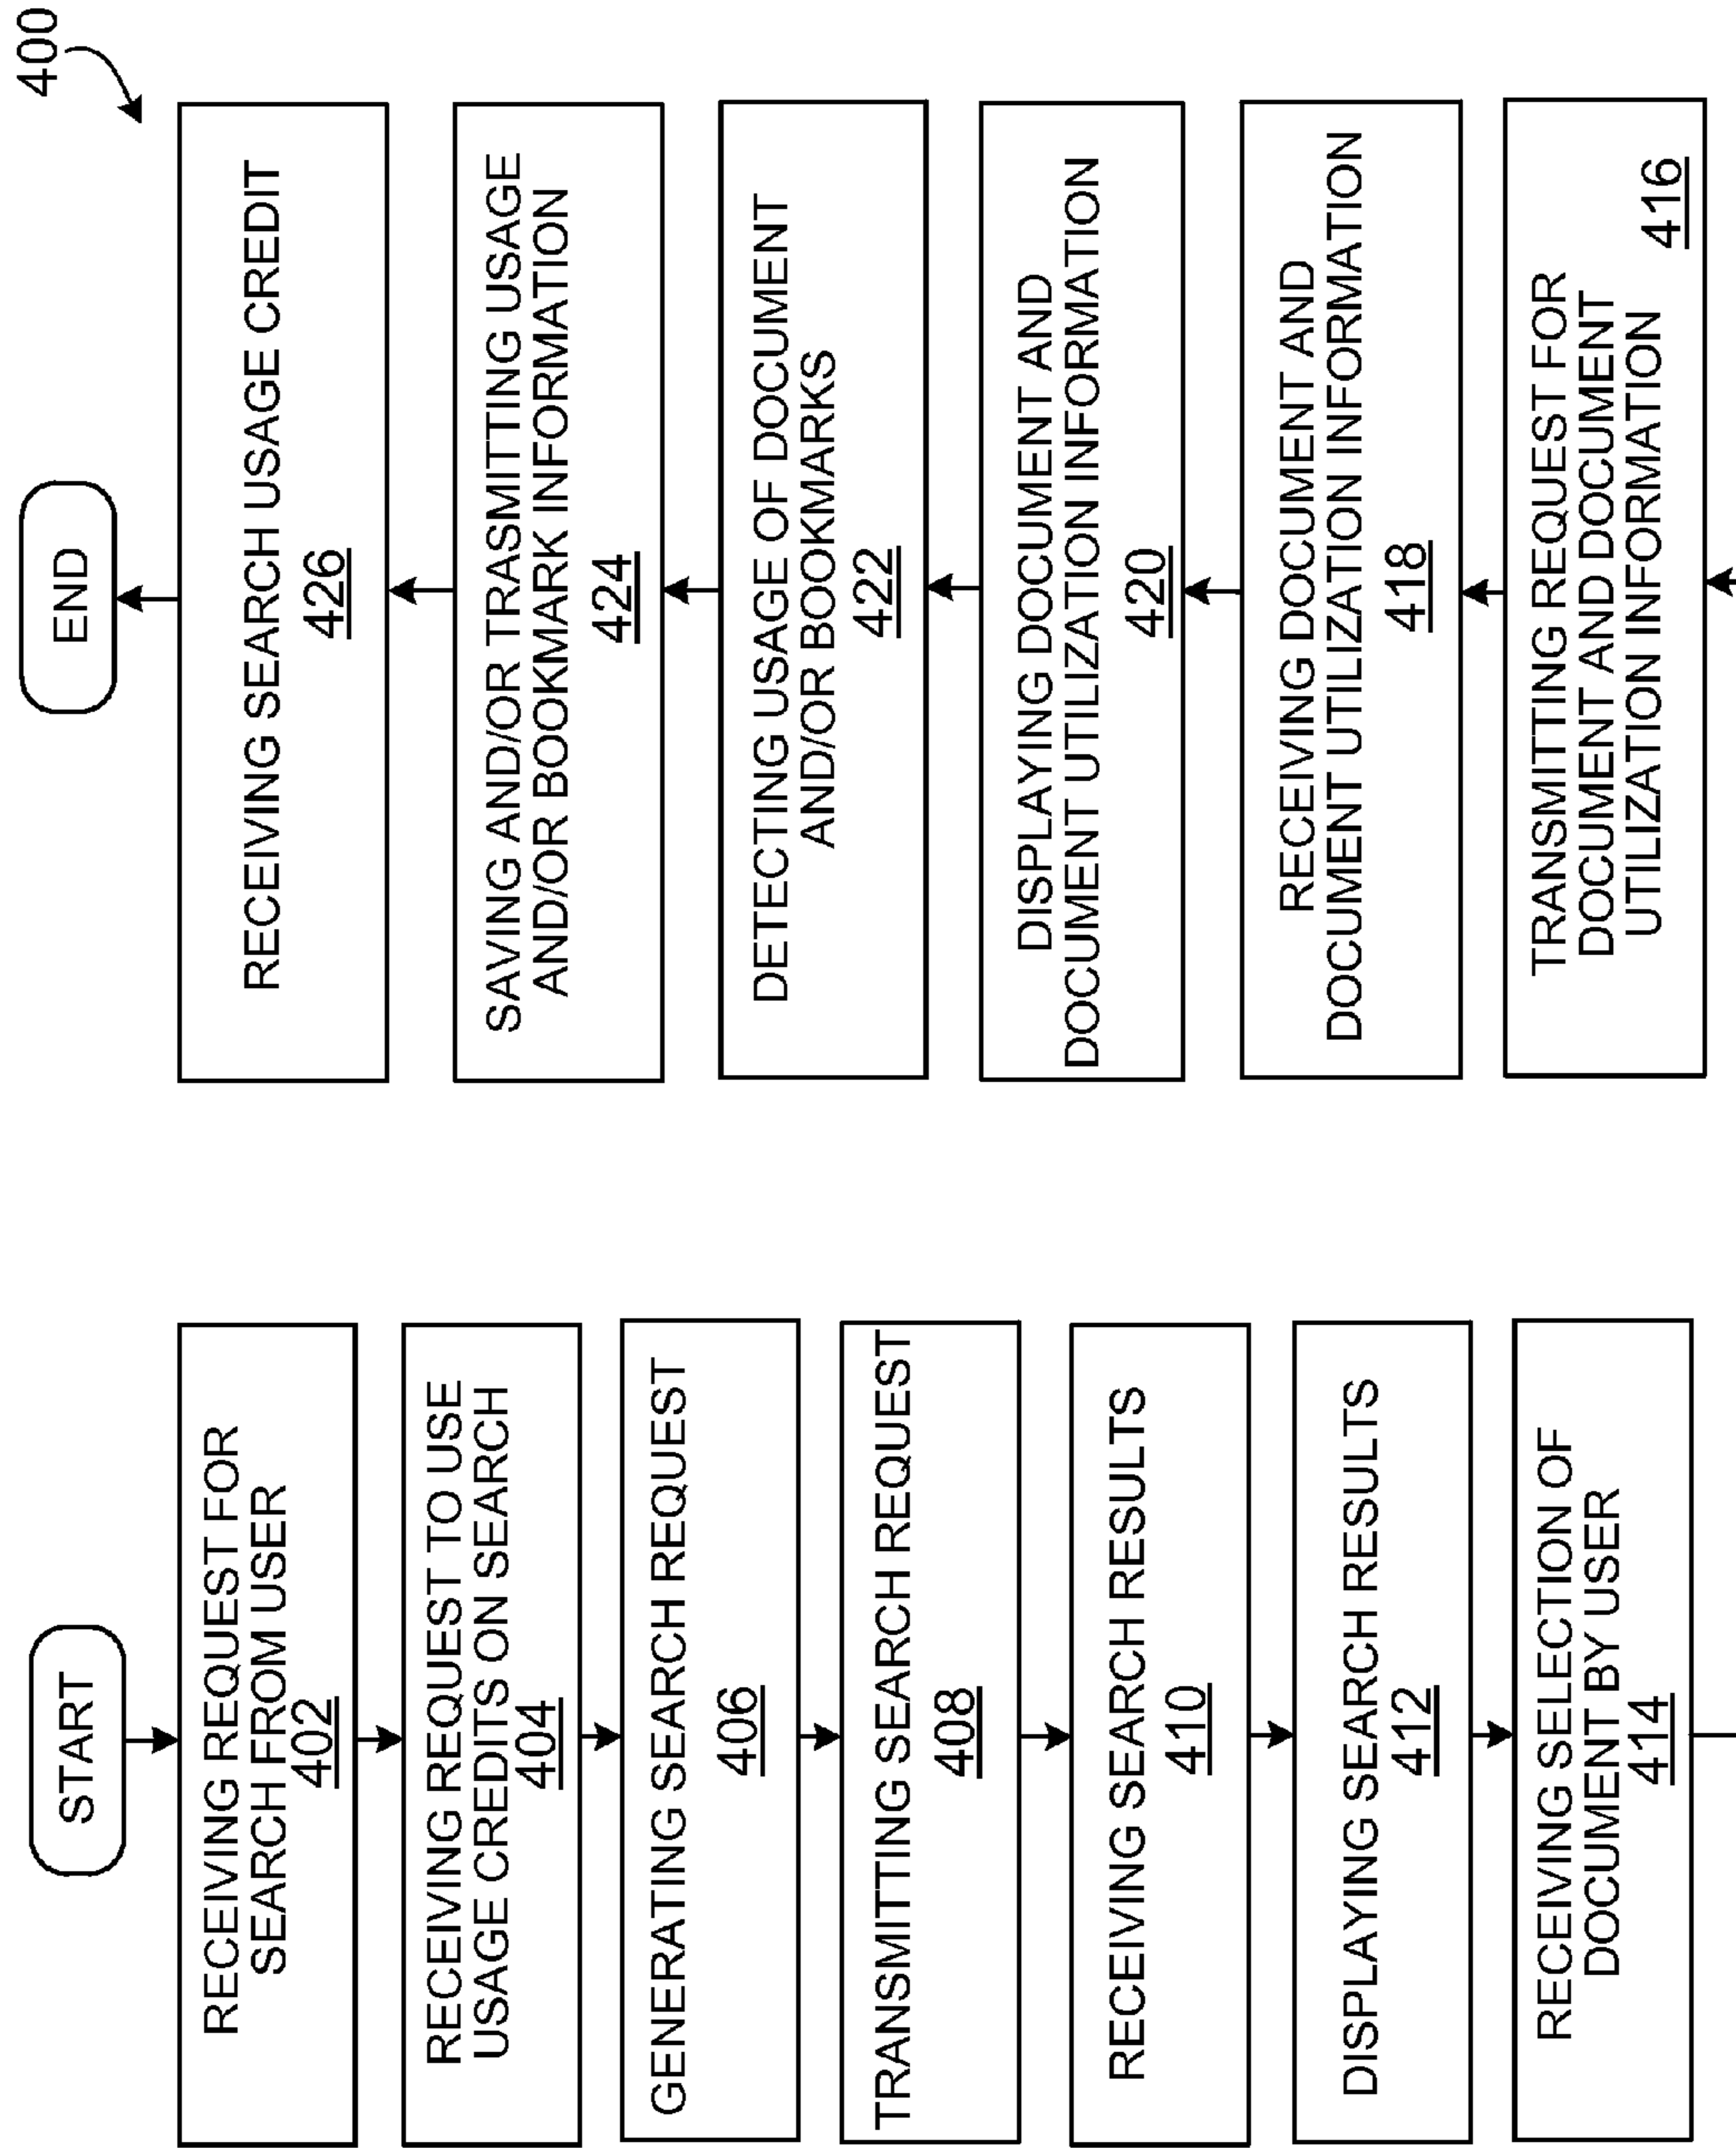 400
START
RECEIVING REQUEST FOR
SEARCH FROM USER
402
RECEIVING REQUEST TO USE
USAGE CREDITS ON SEARCH
404
GENERATING SEARCH REQUEST
406
TRANSMITTING SEARCH REQUEST
408
RECEIVING SEARCH RESULTS
410
DISPLAYING SEARCH RESULTS
412
RECEIVING SELECTION OF
DOCUMENT BY USER
414
TRANSMITTING REQUEST FOR
DOCUMENT AND DOCUMENT
UTILIZATION INFORMATION
416
RECEIVING DOCUMENT AND
DOCUMENT UTILIZATION INFORMATION
418
DISPLAYING DOCUMENT AND
DOCUMENT UTILIZATION INFORMATION
420
DETECTING USAGE OF DOCUMENT
AND/OR BOOKMARKS
422
SAVING AND/OR TRASMITTING USAGE
AND/OR BOOKMARK INFORMATION
424
RECEIVING SEARCH USAGE CREDIT
426
END